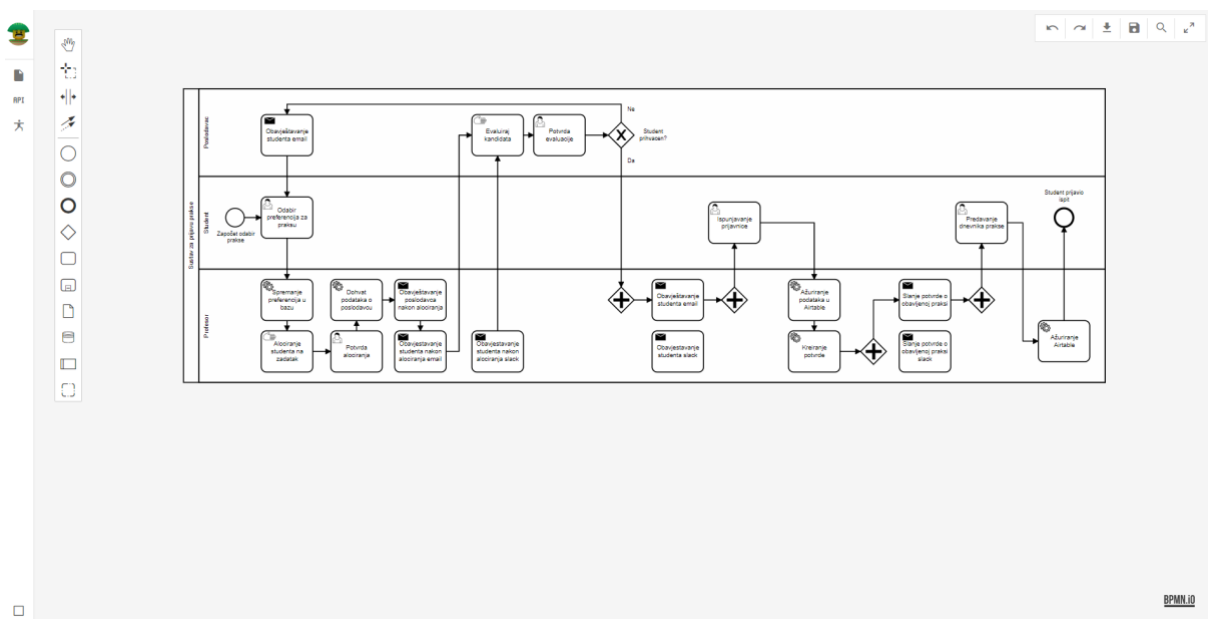 API
Sustav za prijavu prakse
Poslodavac
Student
Profesor
Obavještavanje
studenta email
Evaluiraj
kandidata
Potvrda
evaluacije
Ne
Student
prihvaćen?
Da
Započet odabir
prakse
Odabir
preferencija za
praksu
Ispunjavanje
prijavnice
Predavanje
dnevnika prakse
Student prijavio
ispit
Spremanje
preferencija u
bazu
Dohvat
podataka o
poslodavcu
Obavještavanje
poslodavca
nakon alociranja
Alociranje
studenta na
zadatak
Potvrda
alociranja
Obavjestavanje
studenta nakon
alociranja email
Obavjestavanje
studenta nakon
alociranja slack
Obavještavanje
studenta email
Obavjestavanje
studenta slack
Ažuriranje
podataka u
Airtable
Kreiranje
potvrde
Slanje potvrde o
obavljenoj praksi
Slanje potvrde o
obavljenoj praksi
slack
Ažuriranje
Airtable
BPMN.iO